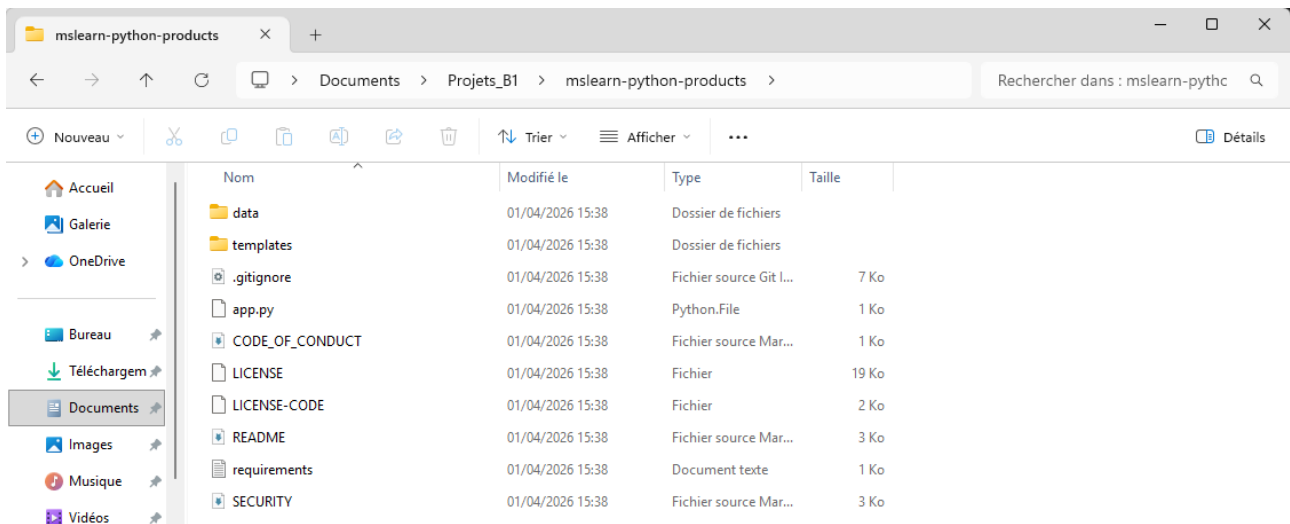 mslearn-python-products
Documents > Projets_B1 > mslearn-python-products >
Rechercher dans : mslearn-pythc
Nouveau
Trier
Afficher
Détails
Accueil
Galerie
OneDrive
Bureau
Téléchargem
Documents
Images
Musique
Vidéos
Nom Modifié le Type Taille
data 01/04/2026 15:38 Dossier de fichiers
templates 01/04/2026 15:38 Dossier de fichiers
.gitignore 01/04/2026 15:38 Fichier source Git I... 7 Ko
app.py 01/04/2026 15:38 Python.File 1 Ko
CODE_OF_CONDUCT 01/04/2026 15:38 Fichier source Mar... 1 Ko
LICENSE 01/04/2026 15:38 Fichier 19 Ko
LICENSE-CODE 01/04/2026 15:38 Fichier 2 Ko
README 01/04/2026 15:38 Fichier source Mar... 3 Ko
requirements 01/04/2026 15:38 Document texte 1 Ko
SECURITY 01/04/2026 15:38 Fichier source Mar... 3 Ko